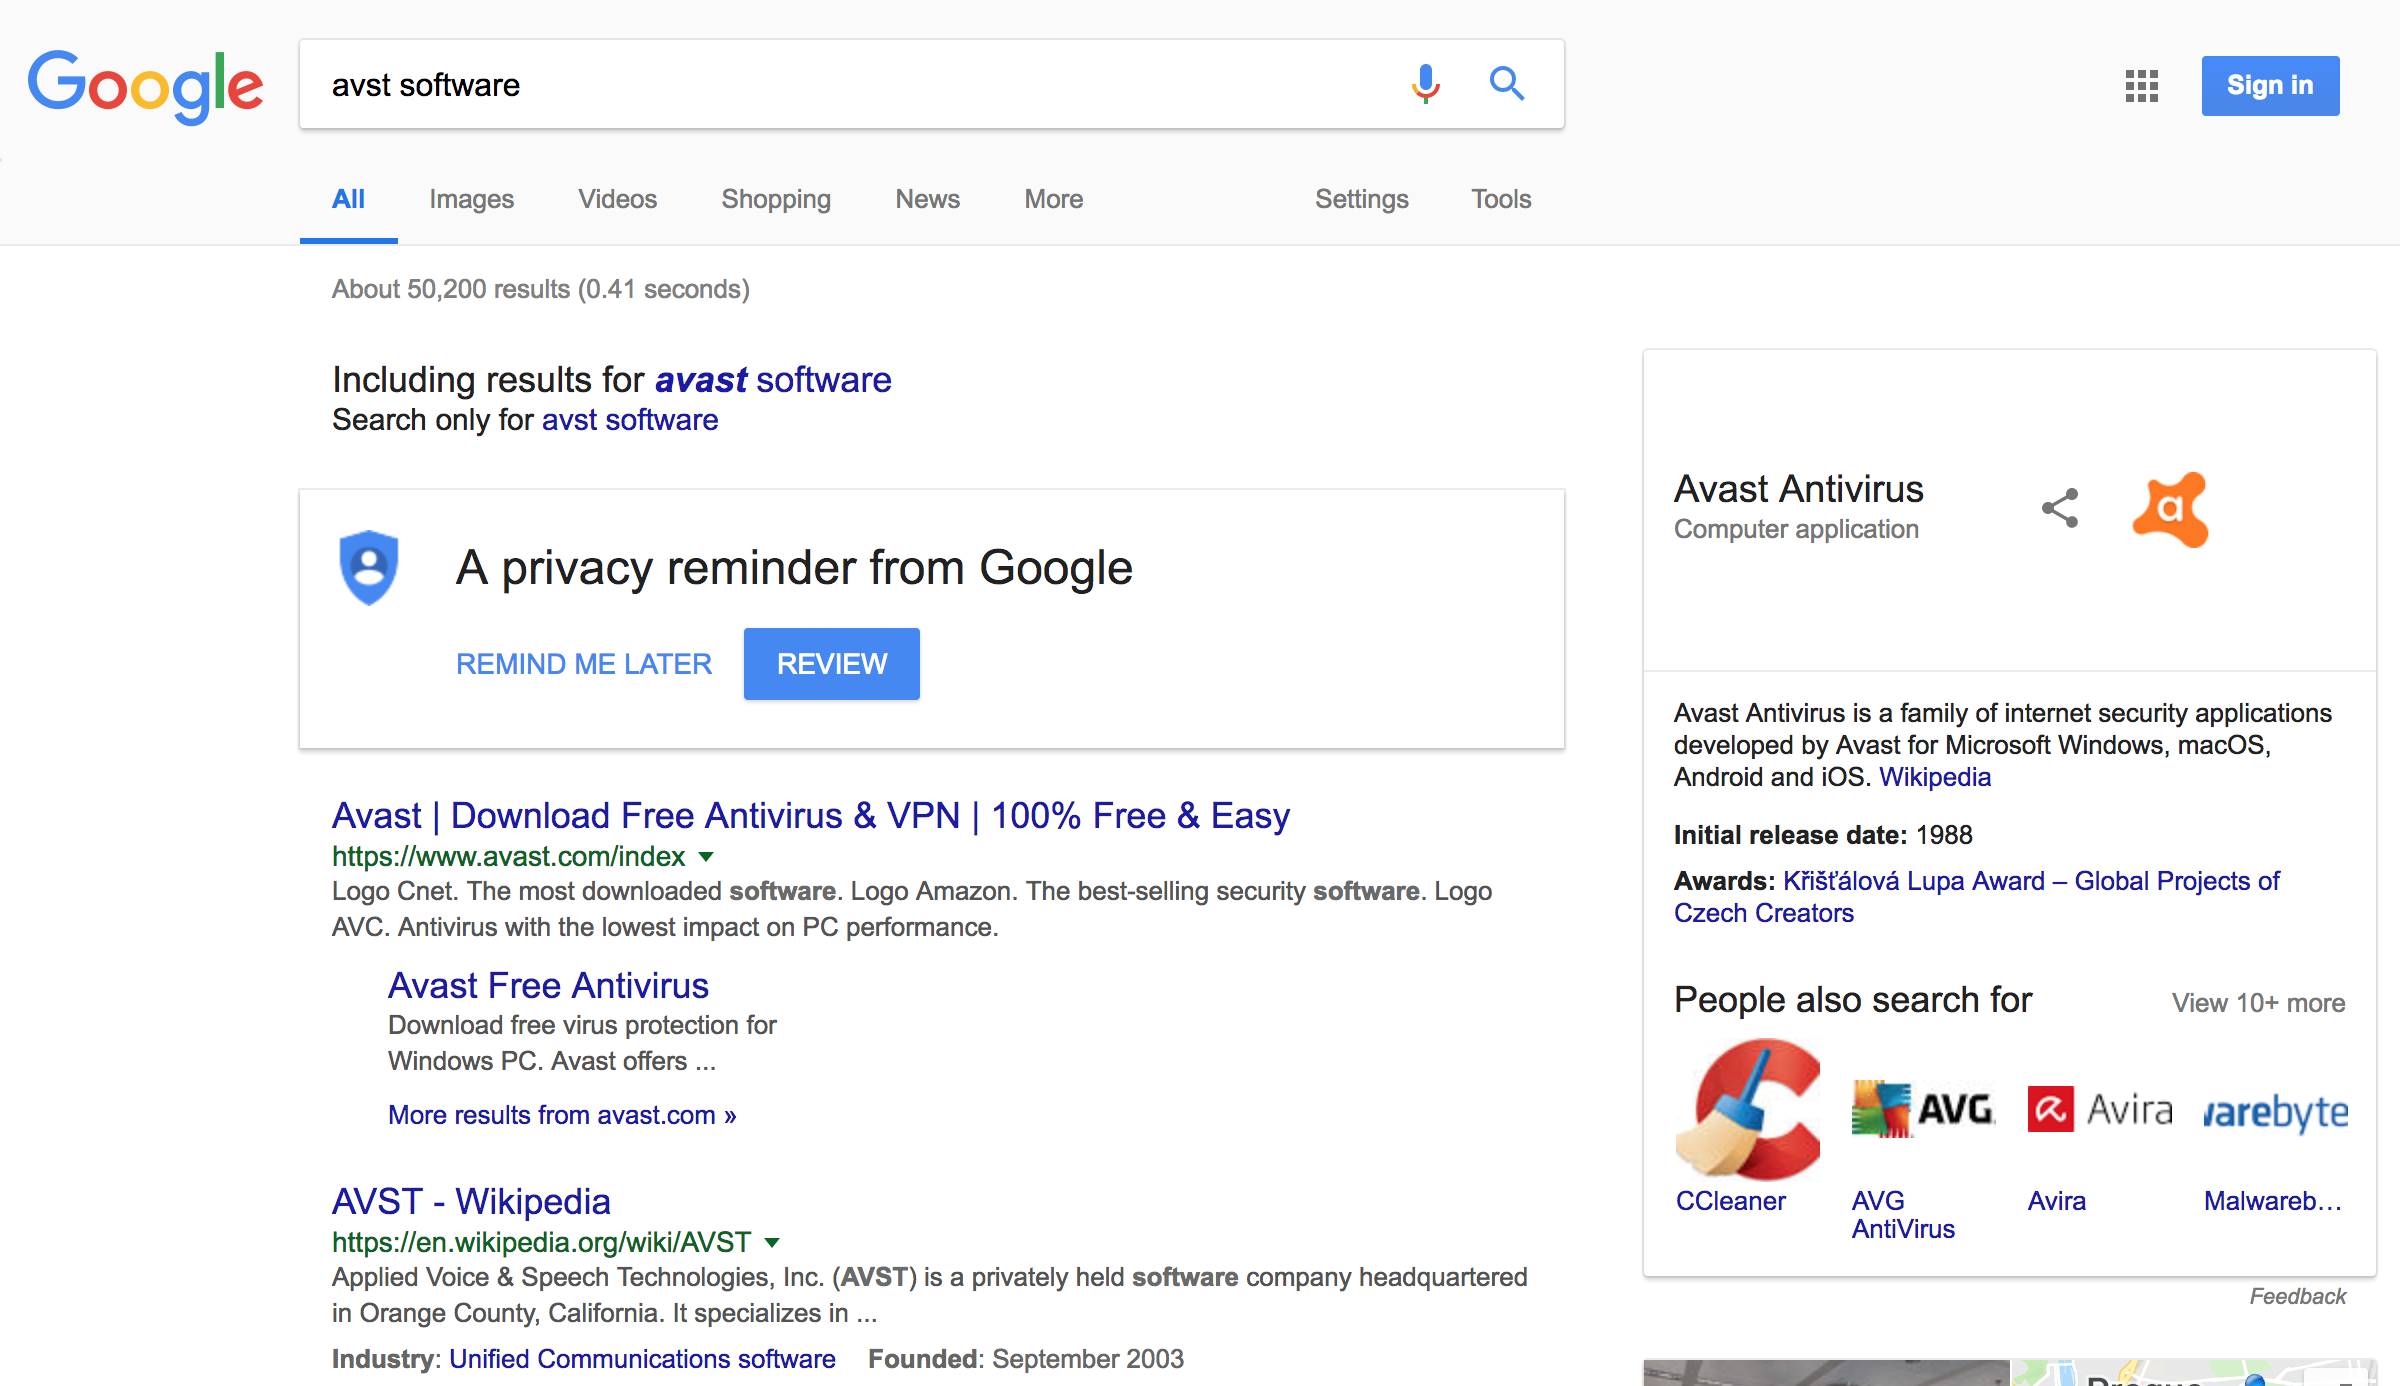 Google
avst software
Sign in
All Images Videos Shopping News More Settings Tools
About 50,200 results (0.41 seconds)
Including results for avast software
Search only for avst software
A privacy reminder from Google
REMIND ME LATER REVIEW
Avast | Download Free Antivirus & VPN | 100% Free & Easy
https://www.avast.com/index
Logo Cnet. The most downloaded software. Logo Amazon. The best-selling security software. Logo
AVC. Antivirus with the lowest impact on PC performance.
Avast Free Antivirus
Download free virus protection for
Windows PC. Avast offers ...
More results from avast.com »
AVST - Wikipedia
https://en.wikipedia.org/wiki/AVST
Applied Voice & Speech Technologies, Inc. (AVST) is a privately held software company headquartered
in Orange County, California. It specializes in ...
Industry: Unified Communications software Founded: September 2003
Avast Antivirus
Computer application
a
Avast Antivirus is a family of internet security applications
developed by Avast for Microsoft Windows, macOS,
Android and iOS. Wikipedia
Initial release date: 1988
Awards: Křišťálová Lupa Award – Global Projects of
Czech Creators
People also search for View 10+ more
AVG Avira warebyte
CCleaner AVG Avira Malwareb...
AntiVirus
Feedback
Prague